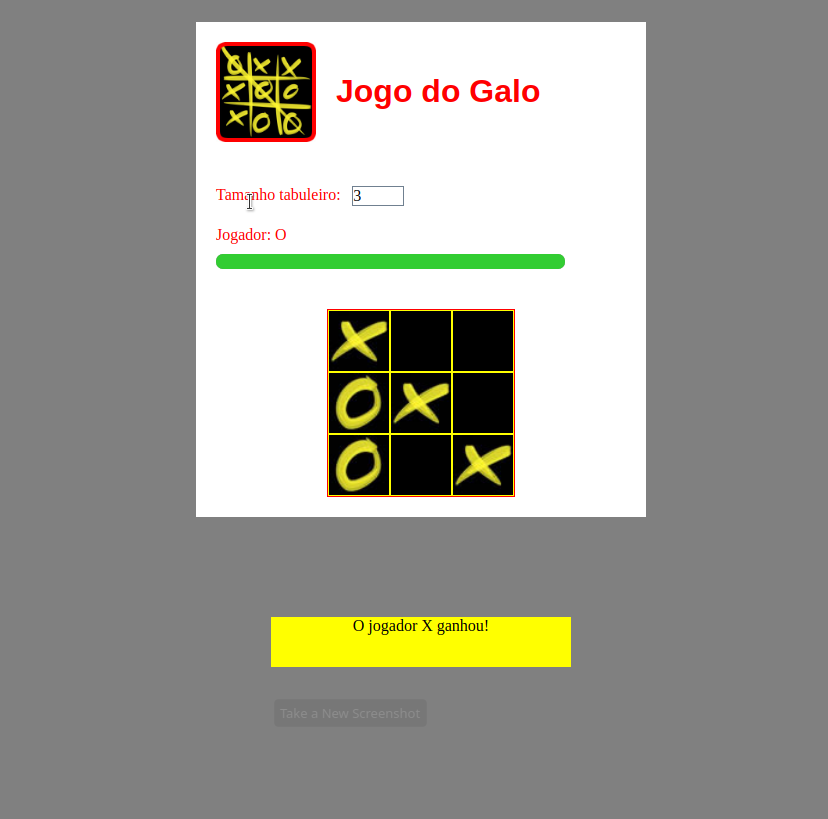 Jogo do Galo
Tamanho tabuleiro: 3
Jogador: O
X
O X
O X
O jogador X ganhou!
Take a New Screenshot